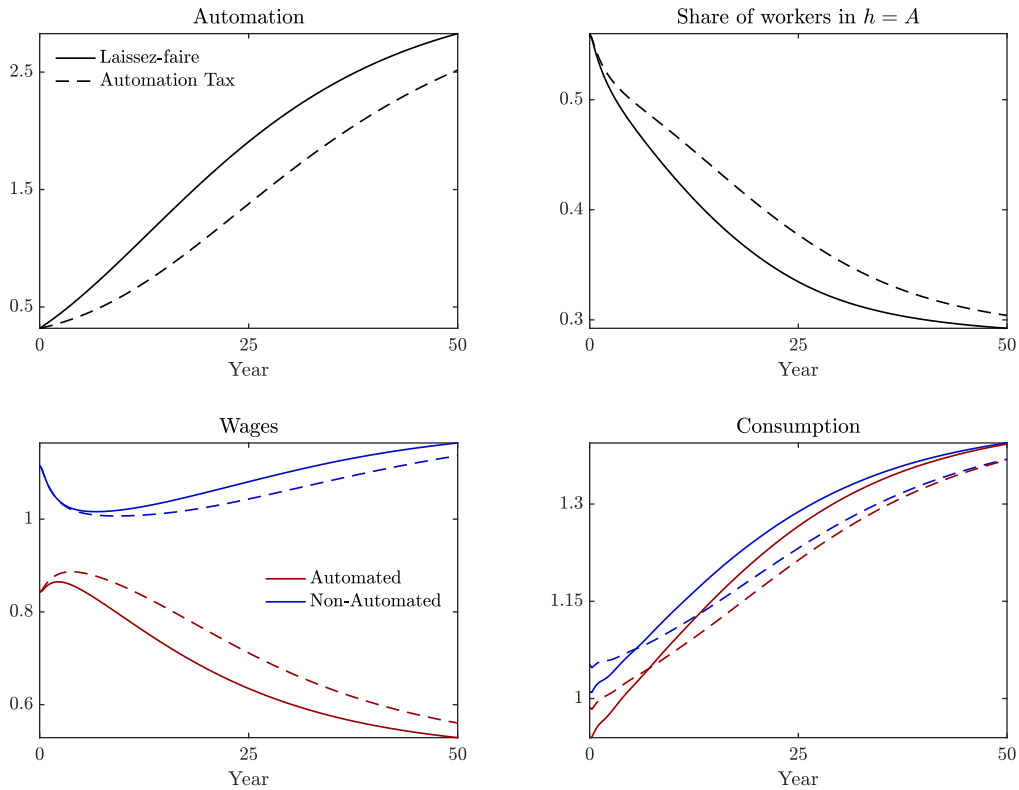 Automation
Laissez-faire
Automation Tax
2.5
1.5
0.5
0
25
50
Year
Share of workers in h = A
0.5
0.4
0.3
0
25
50
Year
Wages
1
0.8
0.6
Automated
Non-Automated
0
25
50
Year
Consumption
1.3
1.15
1
0
25
50
Year